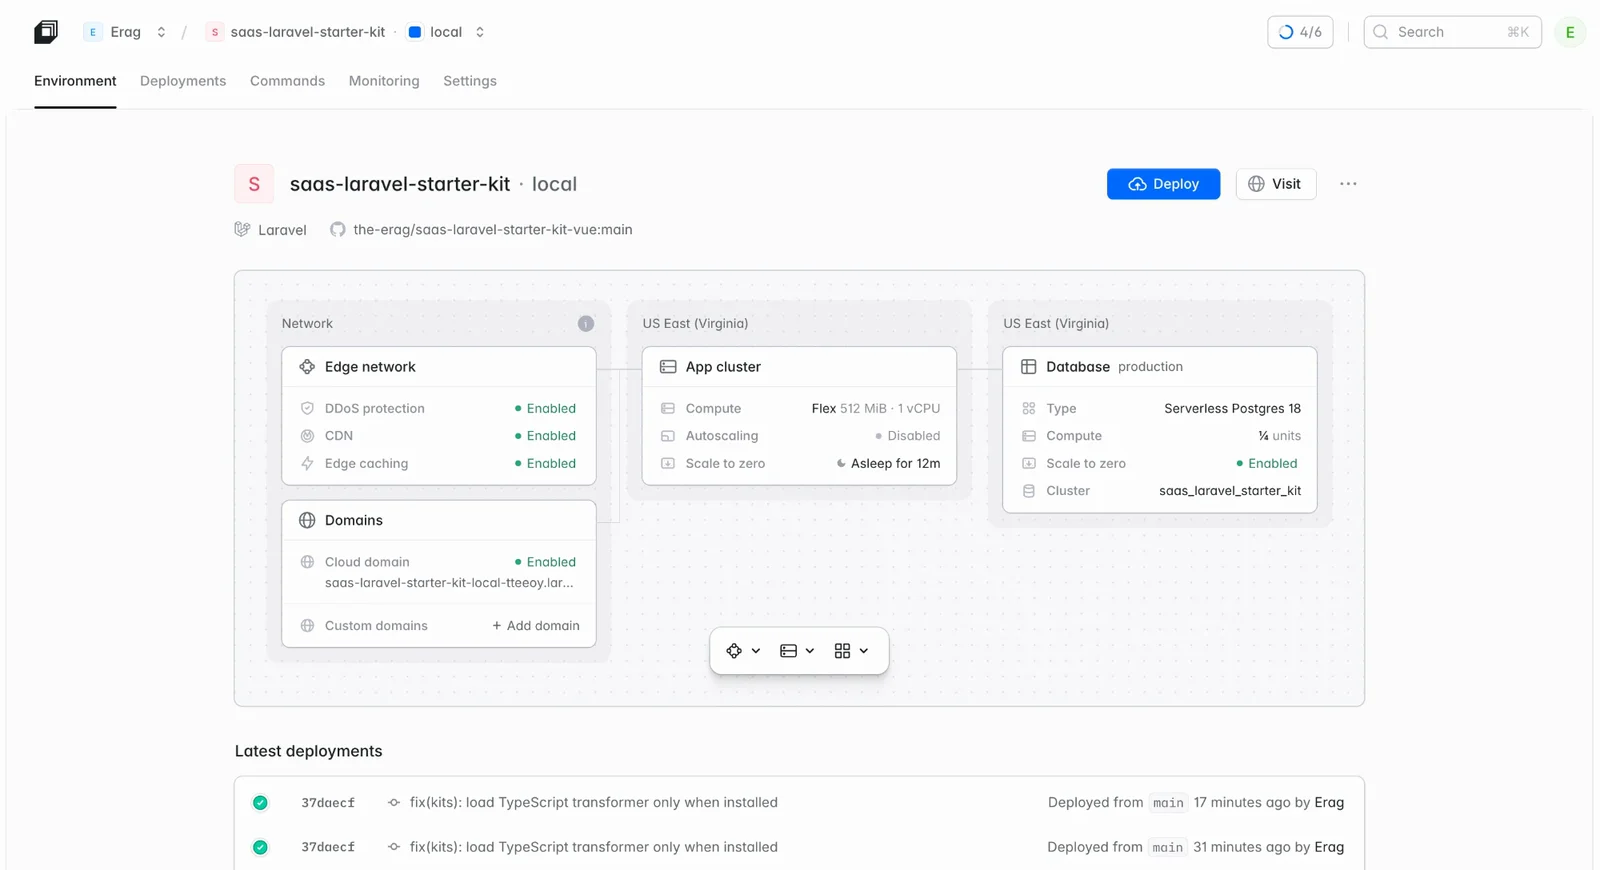 E Erag / S saas-laravel-starter-kit · local
4/6
Search ⌘K
E
Environment Deployments Commands Monitoring Settings
S saas-laravel-starter-kit · local
Deploy
Visit
Laravel the-erag/saas-laravel-starter-kit-vue:main
Network
Edge network
DDoS protection Enabled
CDN Enabled
Edge caching Enabled
Domains
Cloud domain Enabled
saas-laravel-starter-kit-local-tteeoy.lar...
Custom domains + Add domain
US East (Virginia)
App cluster
Compute Flex 512 MiB · 1 vCPU
Autoscaling Disabled
Scale to zero Asleep for 12m
US East (Virginia)
Database production
Type Serverless Postgres 18
Compute ¼ units
Scale to zero Enabled
Cluster saas_laravel_starter_kit
Latest deployments
37daecf fix(kits): load TypeScript transformer only when installed Deployed from main 17 minutes ago by Erag
37daecf fix(kits): load TypeScript transformer only when installed Deployed from main 31 minutes ago by Erag